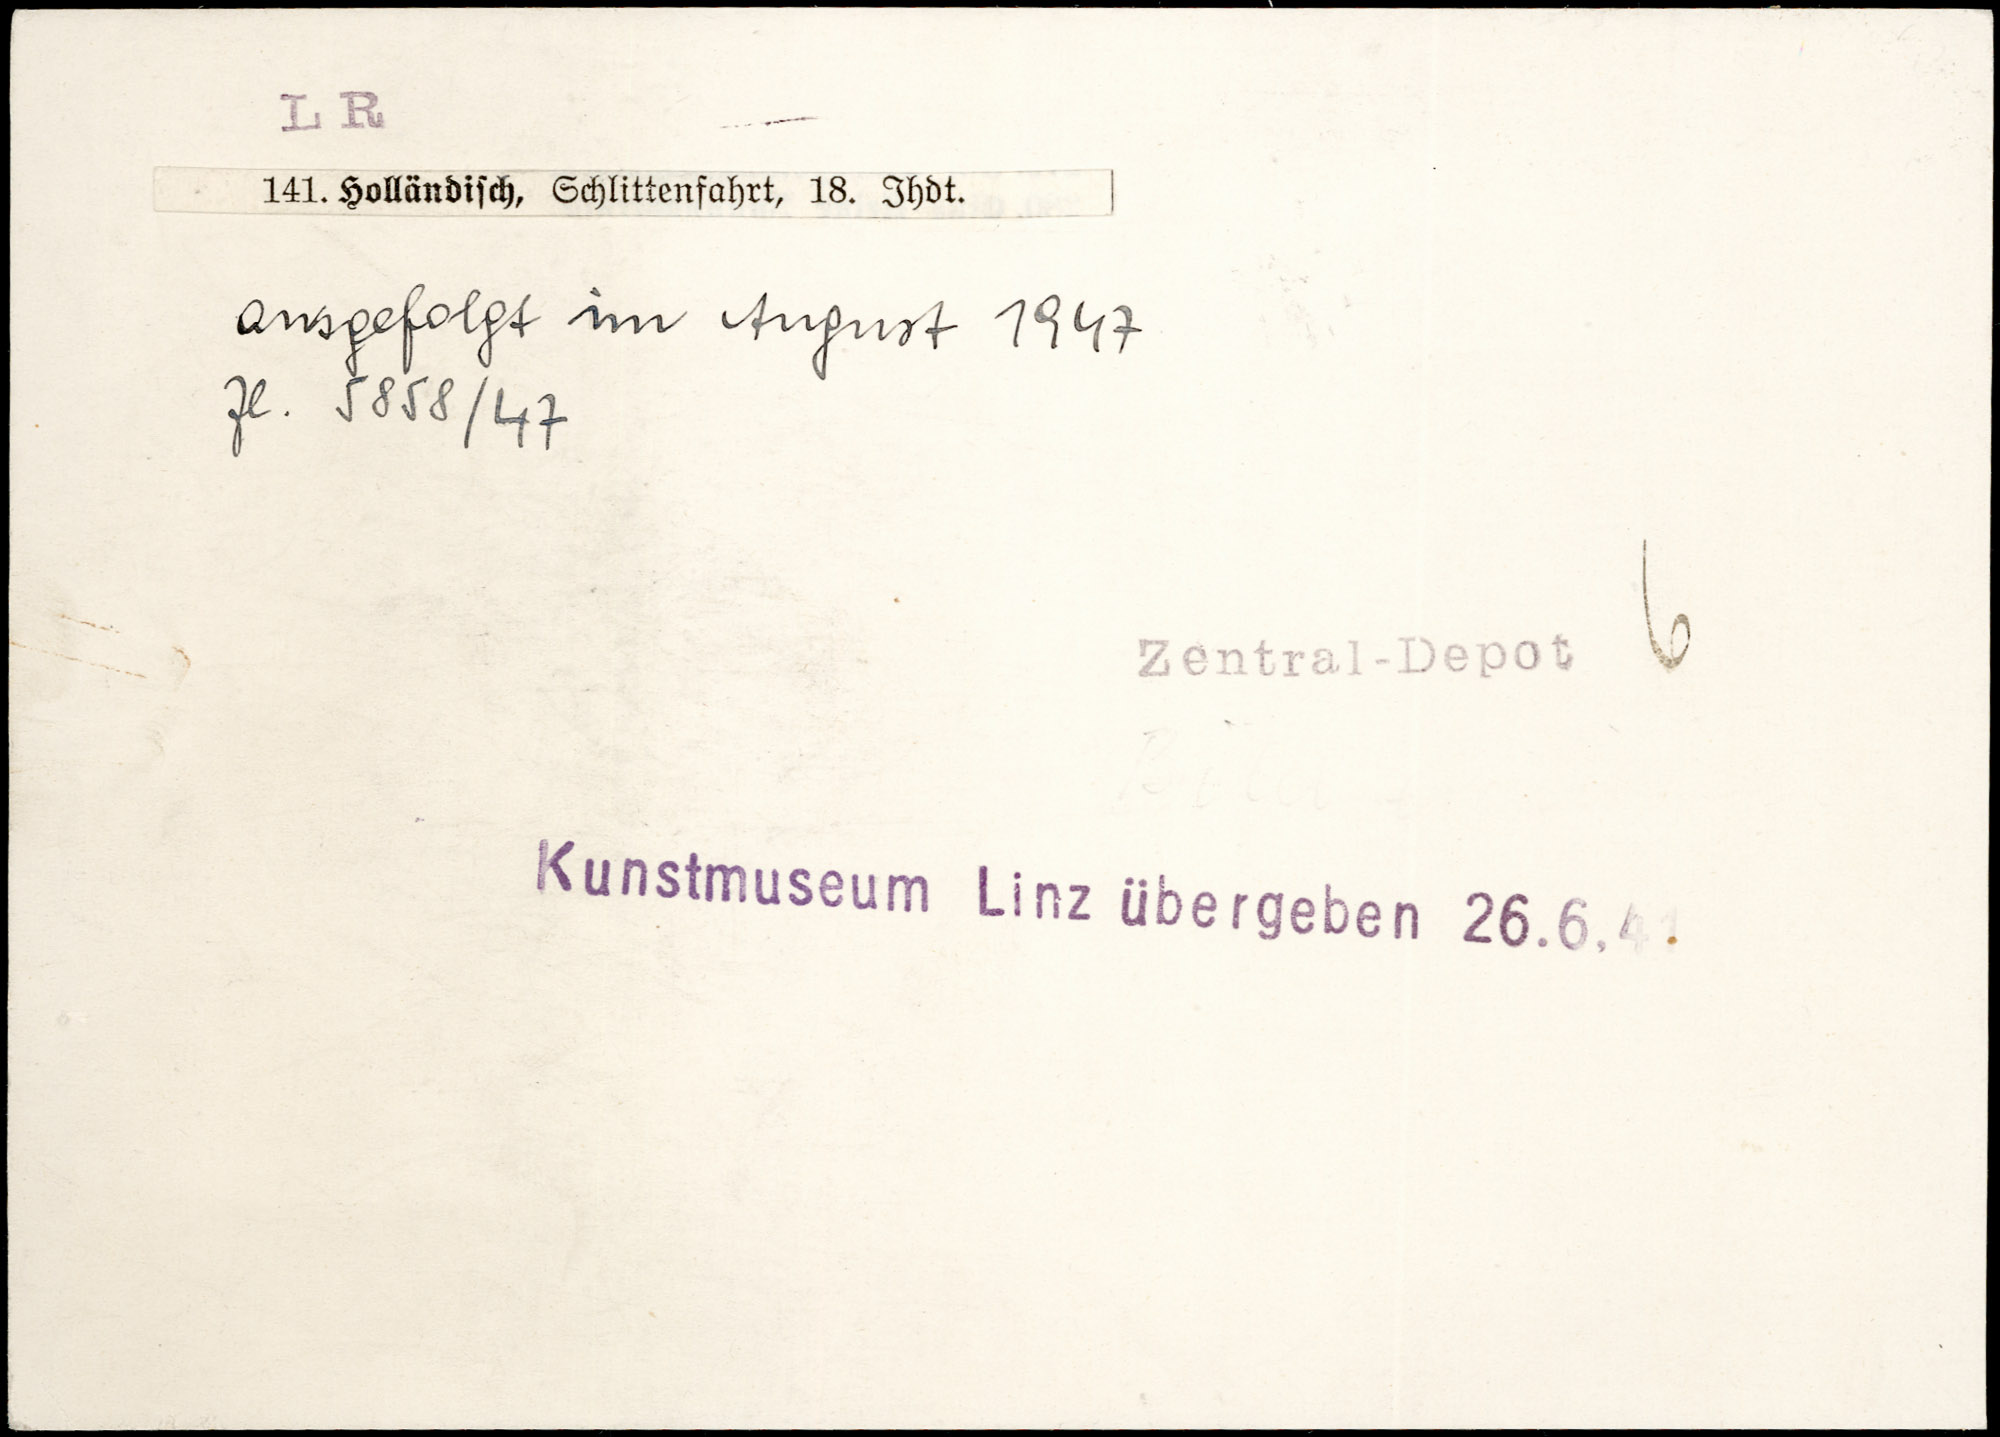 LR
141. Holländisch, Schlittenfahrt, 18. Jhdt.
ausgefolgt im August 1947
Zl. 5858/47
Zentral-Depot 6
Kunstmuseum Linz übergeben 26.6.41.